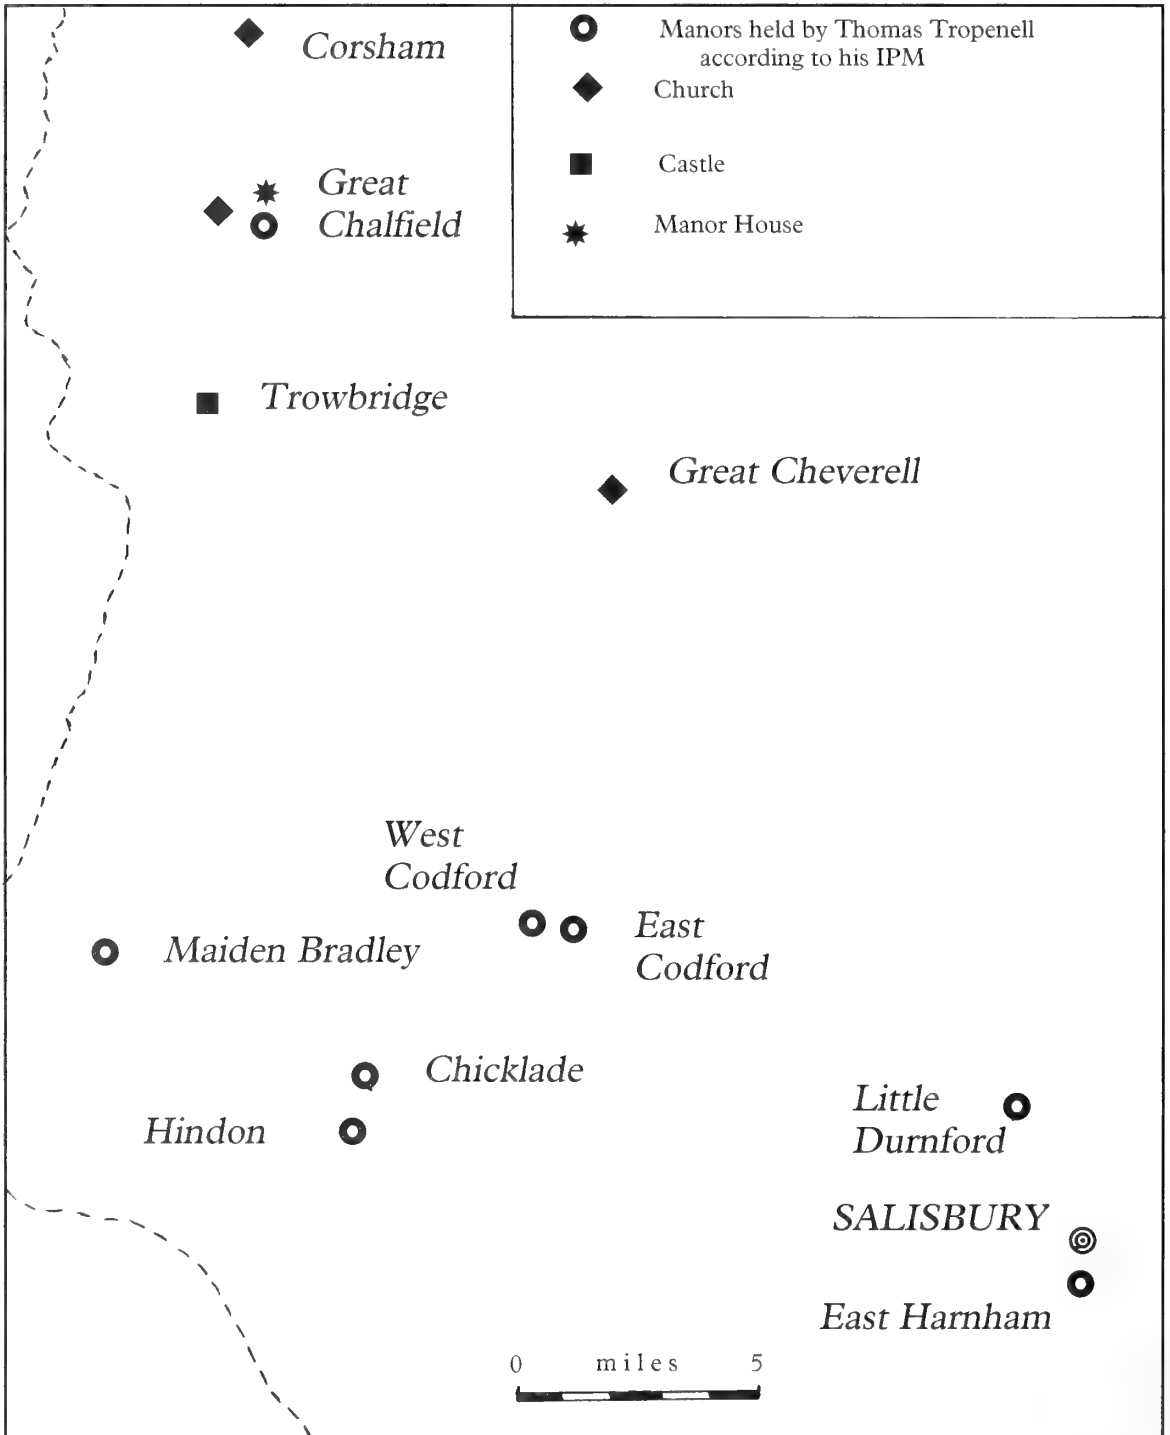 Corsham
Manors held by Thomas Tropenell
according to his IPM
Church
Castle
Manor House
Great
Chalfield
Trowbridge
Great Cheverell
West
Codford
East
Codford
Maiden Bradley
Chicklade
Hindon
Little
Durnford
SALISBURY
East Harnham
0 miles 5